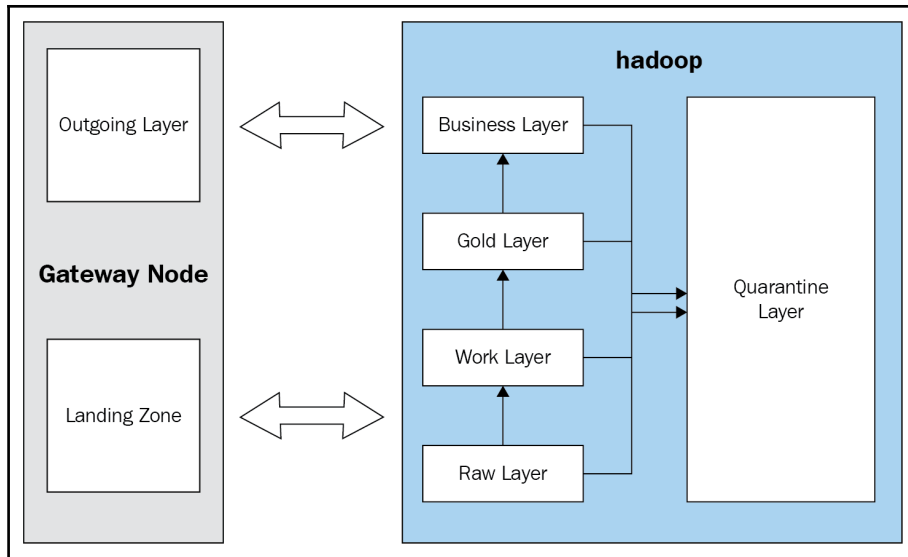 Outgoing Layer
Gateway Node
Landing Zone
hadoop
Business Layer
Gold Layer
Work Layer
Raw Layer
Quarantine
Layer